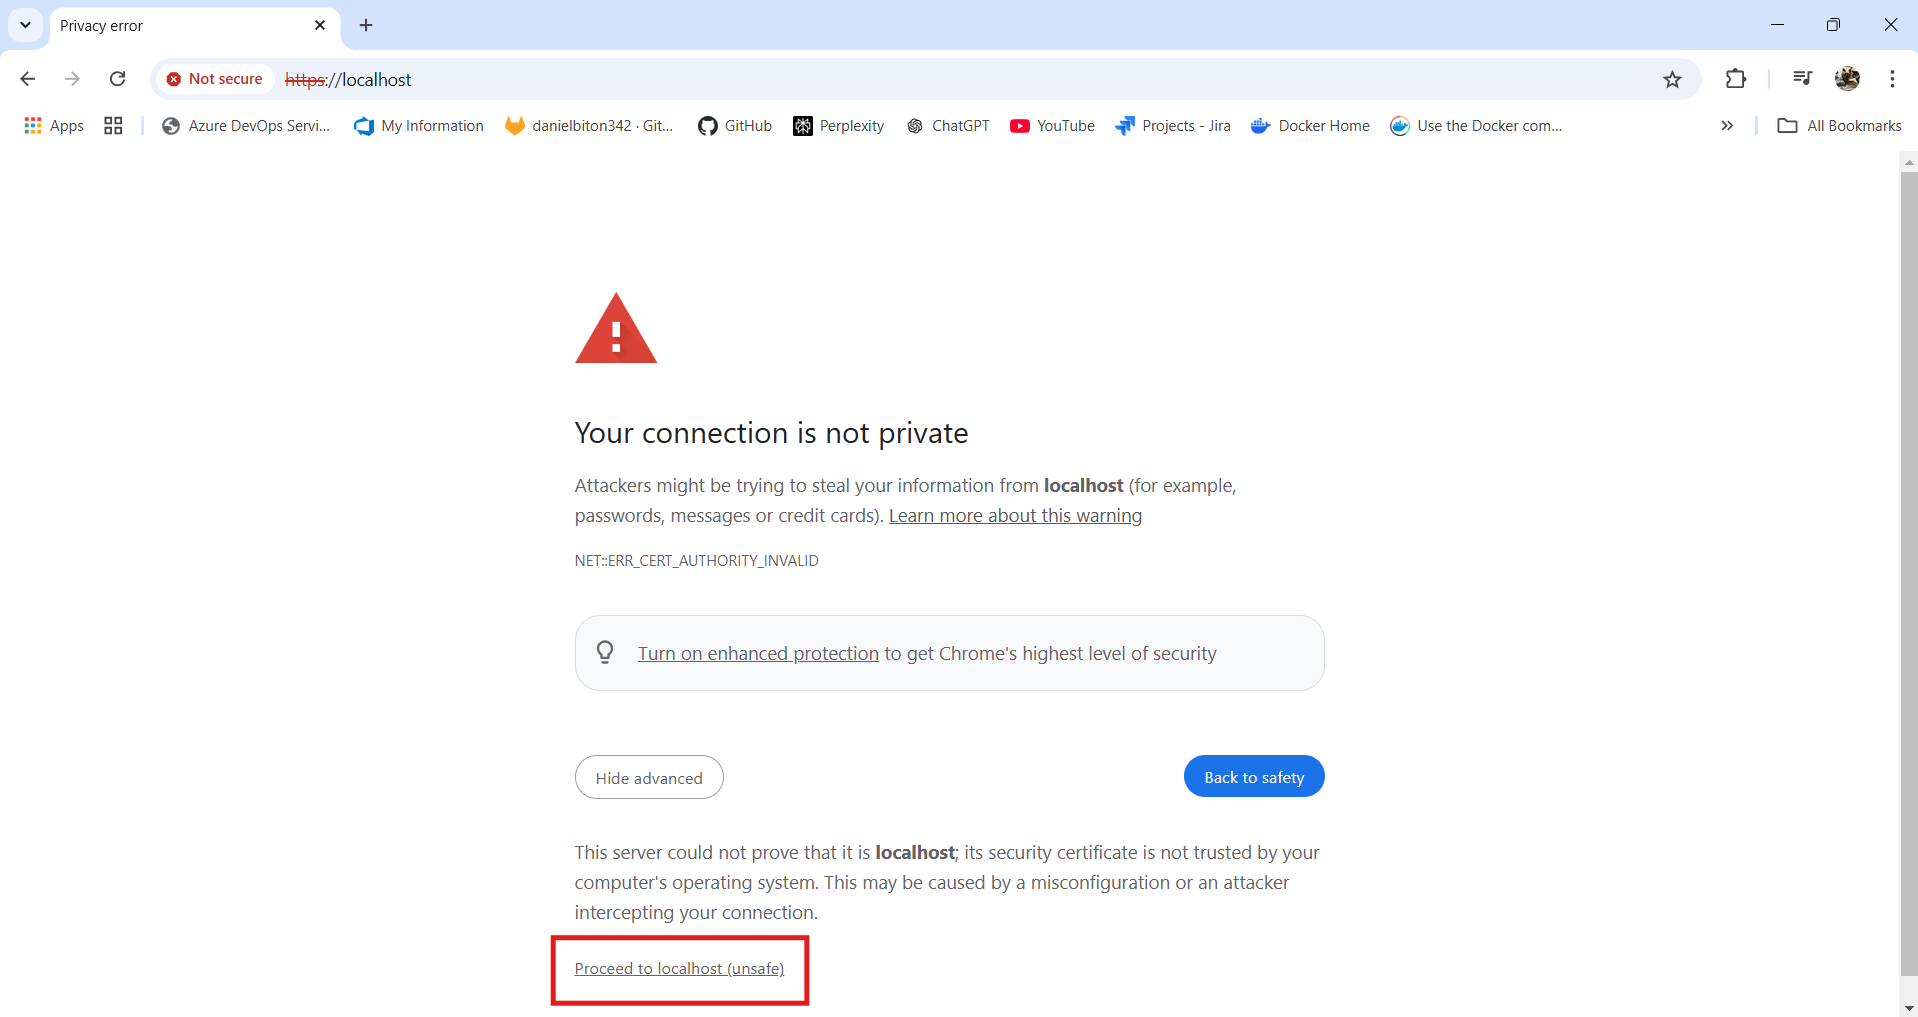 Privacy error
Not secure https://localhost
Apps Azure DevOps Servi... My Information danielbiton342 · Git... GitHub Perplexity ChatGPT YouTube Projects - Jira Docker Home Use the Docker com... All Bookmarks
Your connection is not private
Attackers might be trying to steal your information from localhost (for example,
passwords, messages or credit cards). Learn more about this warning
NET::ERR_CERT_AUTHORITY_INVALID
Turn on enhanced protection to get Chrome's highest level of security
Hide advanced Back to safety
This server could not prove that it is localhost; its security certificate is not trusted by your
computer's operating system. This may be caused by a misconfiguration or an attacker
intercepting your connection.
Proceed to localhost (unsafe)